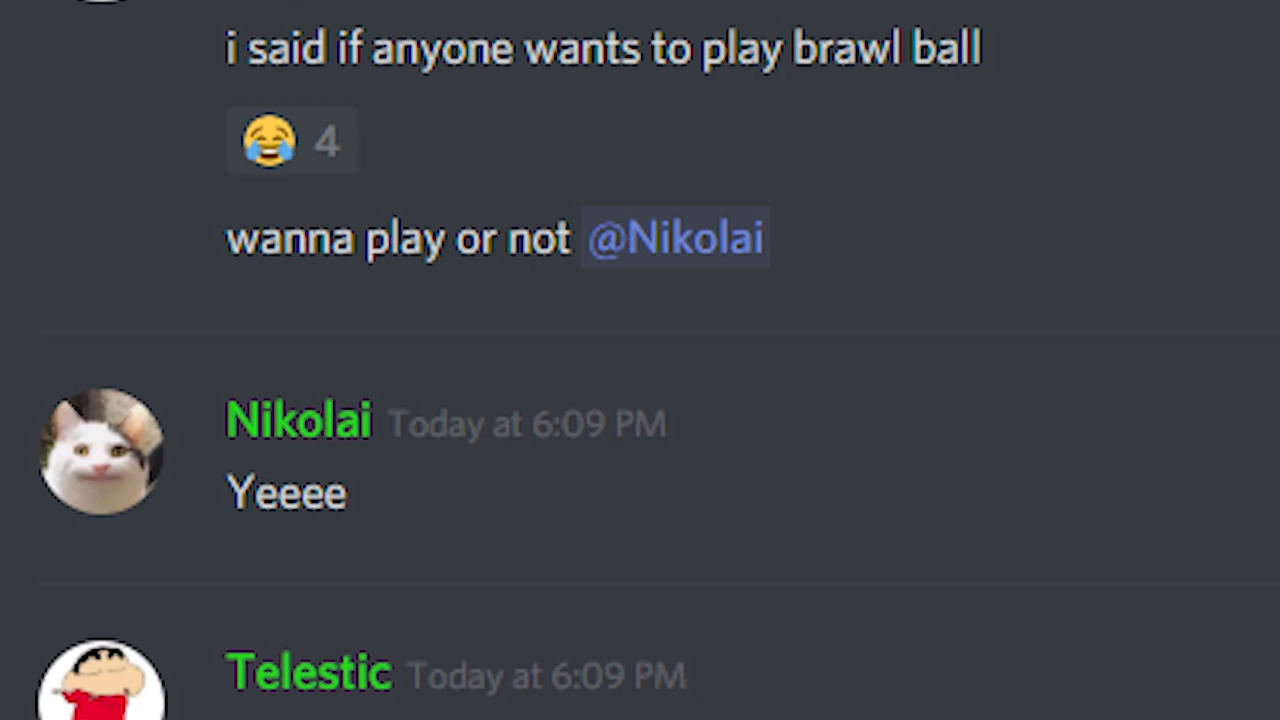 i said if anyone wants to play brawl ball
😂 4
wanna play or not @Nikolai
Nikolai Today at 6:09 PM
Yeeee
Telestic Today at 6:09 PM